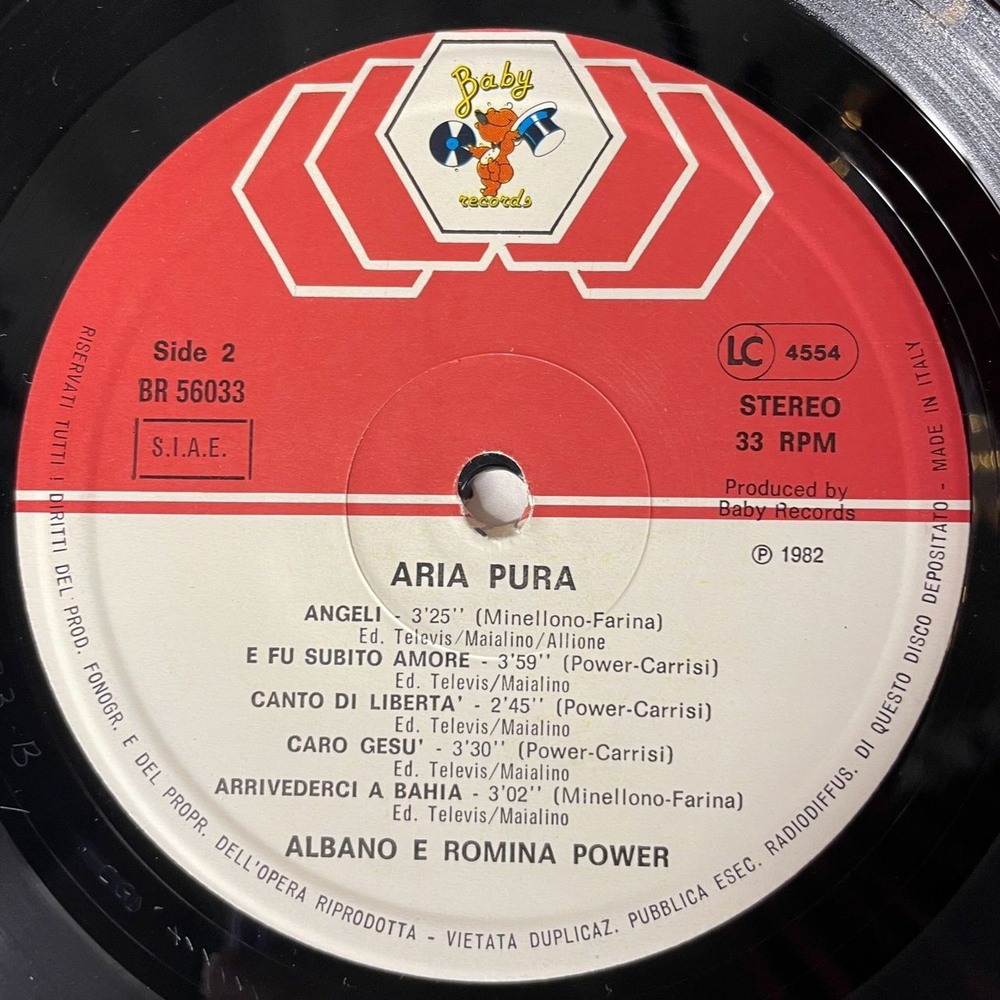 Baby
records
Side 2
BR 56033
S.I.A.E.
LC 4554
STEREO
33 RPM
Produced by
Baby Records
℗ 1982
ARIA PURA
ANGELI - 3'25'' (Minellono-Farina)
Ed. Televis/Maialino/Allione
E FU SUBITO AMORE - 3'59'' (Power-Carrisi)
Ed. Televis/Maialino
CANTO DI LIBERTA' - 2'45'' (Power-Carrisi)
Ed. Televis/Maialino
CARO GESU' - 3'30'' (Power-Carrisi)
Ed. Televis/Maialino
ARRIVEDERCI A BAHIA - 3'02'' (Minellono-Farina)
Ed. Televis/Maialino
ALBANO E ROMINA POWER
RISERVATI TUTTI I DIRITTI DEL PROD. FONOGR. E DEL PROPR. DELL'OPERA RIPRODOTTA - VIETATA DUPLICAZ. PUBBLICA ESEC. RADIODIFFUS. DI QUESTO DISCO DEPOSITATO - MADE IN ITALY